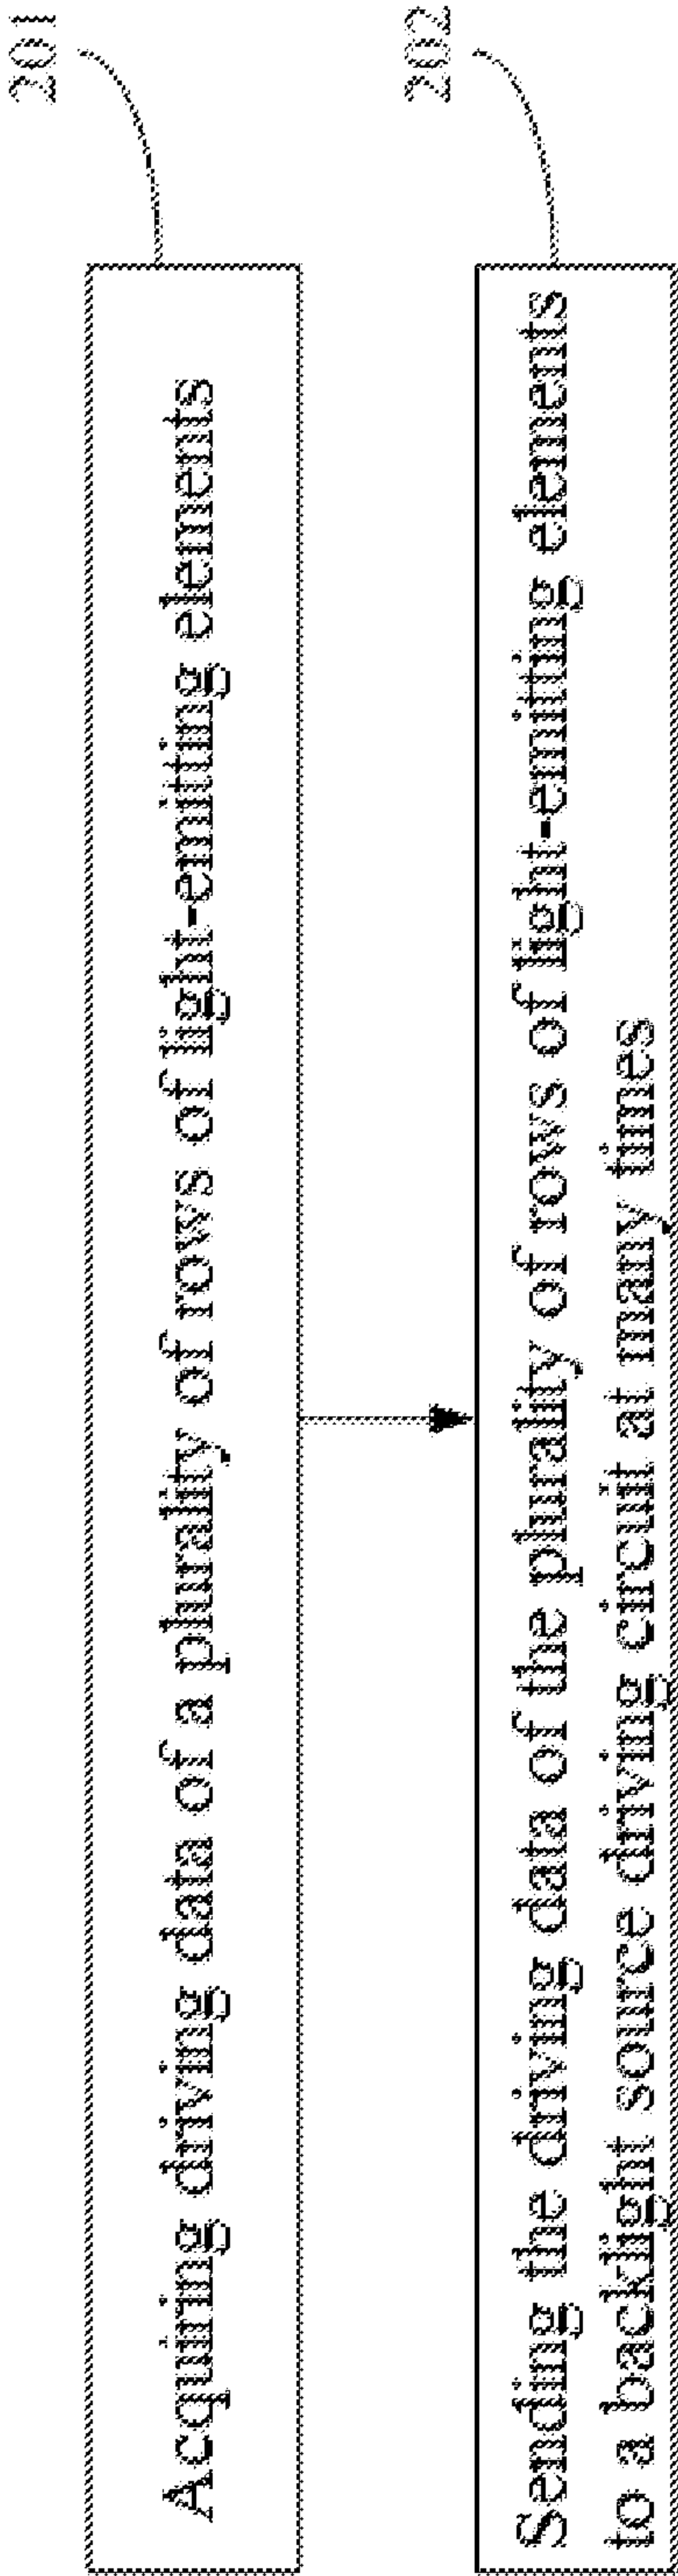 201
Acquiring driving data of a plurality of rows of light-emitting elements
202
Sending the driving data of the plurality of rows of light-emitting elements
to a backlight source driving circuit at many times